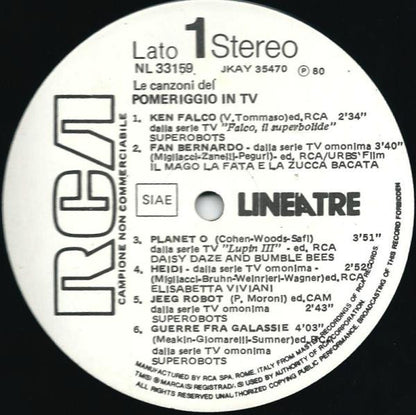 Lato 1 Stereo
NL 33159 JKAY 35470 Ⓟ 80
Le canzoni del
POMERIGGIO IN TV
1. KEN FALCO (V. Tommaso)ed, RCA 2'34"
dalla serie TV "Falco, il superbolide"
SUPEROBOTS
2. FAN BERNARDO - dalla serie TV omonima 3'40"
(Migliacci-Zanelli-Peguri)- ed, RCA/URBS' Film
IL MAGO LA FATA E LA ZUCCA BACATA
RCA
CAMPIONE NON COMMERCIABILE
SIAE
LINEATRE
3. PLANET O (Cohen-Woods-Safi) 3'51"
dalla serie TV "Lupin III" - ed, RCA
DAISY DAZE AND BUMBLE BEES
4. HEIDI - dalla serie TV omonima - 2'52"
(Migliacci-Bruhn-Weinrier-Wagner) ed, RCA
ELISABETTA VIVIANI
5. JEEG ROBOT (P, Moroni) ed, CAM
dalla serie TV omonima 2'43"
SUPEROBOTS
6. GUERRE FRA GALASSIE 4'03"
(Meakin-Giomarelli-Sumner)ed, RCA
dalla serie TV omonima
SUPEROBOTS
MANUFACTURED BY RCA SPA, ROME, ITALY FROM MASTER RECORDINGS OF RCA RECORDS
TM(S) ® MARCA(S) REGISTRADA(S). IS USED BY AUTHORITY OF RCA CORPORATION
UNAUTHORIZED COPYING PUBLIC PERFORMANCE, BROADCASTING OF THIS RECORD FORBIDDEN